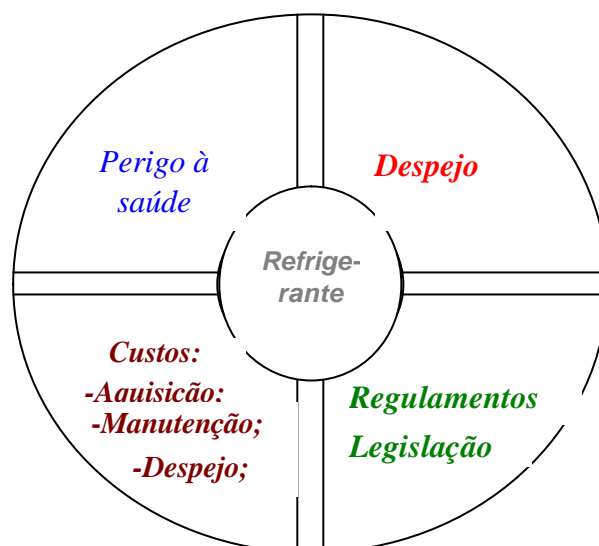 Perigo à
saúde
Despejo
Refrige-
rante
Custos:
-Aauisicão:
-Manutenção;
-Despejo;
Regulamentos
Legislação